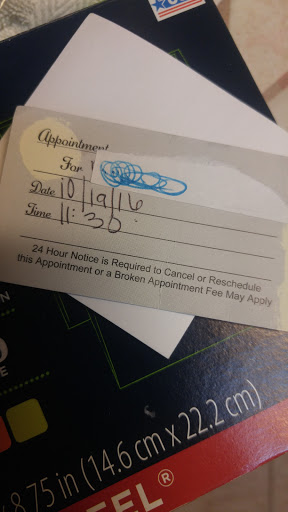 Appointment
For
Date 10/19/16
Time 11:30
24 Hour Notice is Required to Cancel or Reschedule
this Appointment or a Broken Appointment Fee May Apply
8.75 in (14.6 cm x 22.2 cm)
EEL®